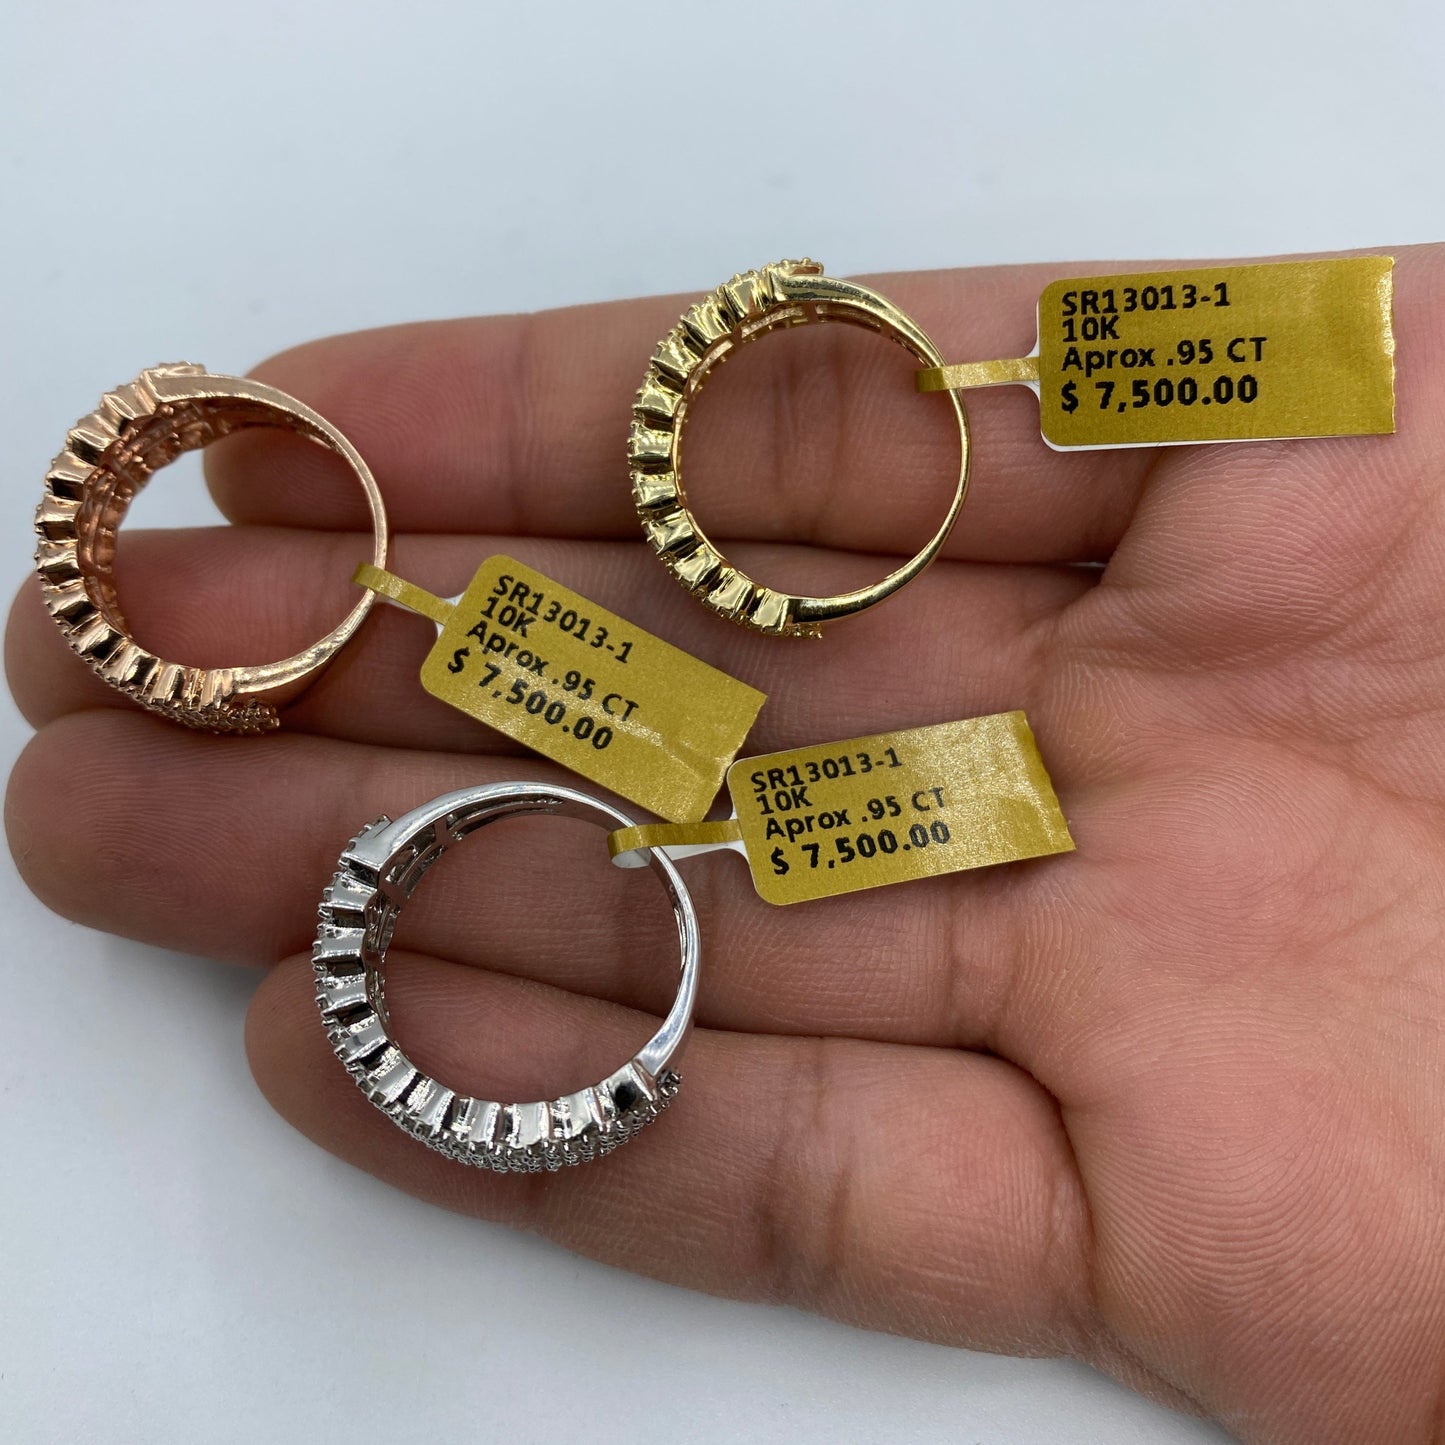 SR13013-1
10K
Aprox .95 CT
$ 7,500.00
SR13013-1
10K
Aprox .95 CT
$ 7,500.00
SR13013-1
10K
Aprox .95 CT
$ 7,500.00